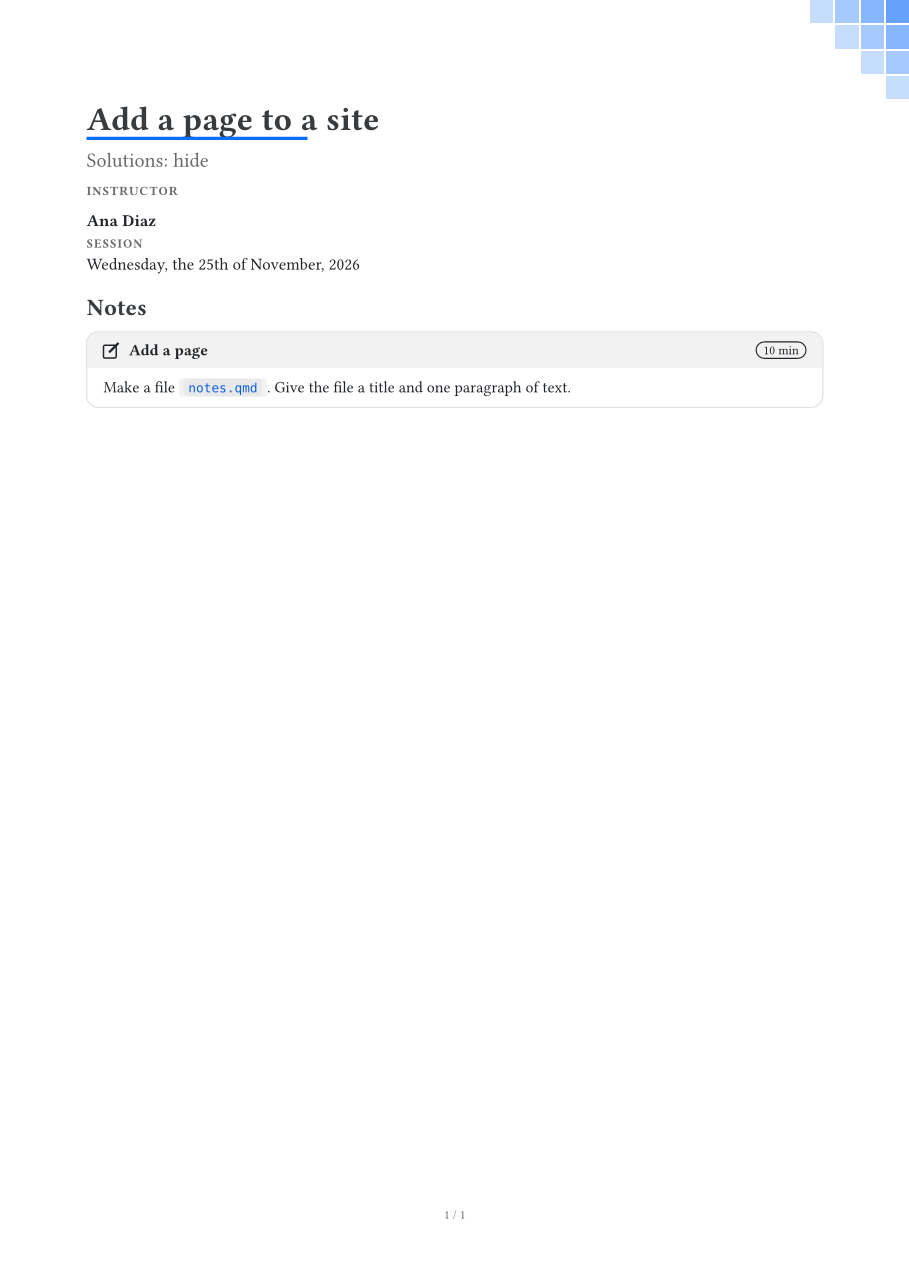 Add a page to a site
Solutions: hide
INSTRUCTOR
Ana Diaz
SESSION
Wednesday, the 25th of November, 2026
Notes
Add a page 10 min
Make a file notes.qmd. Give the file a title and one paragraph of text.
1 / 1